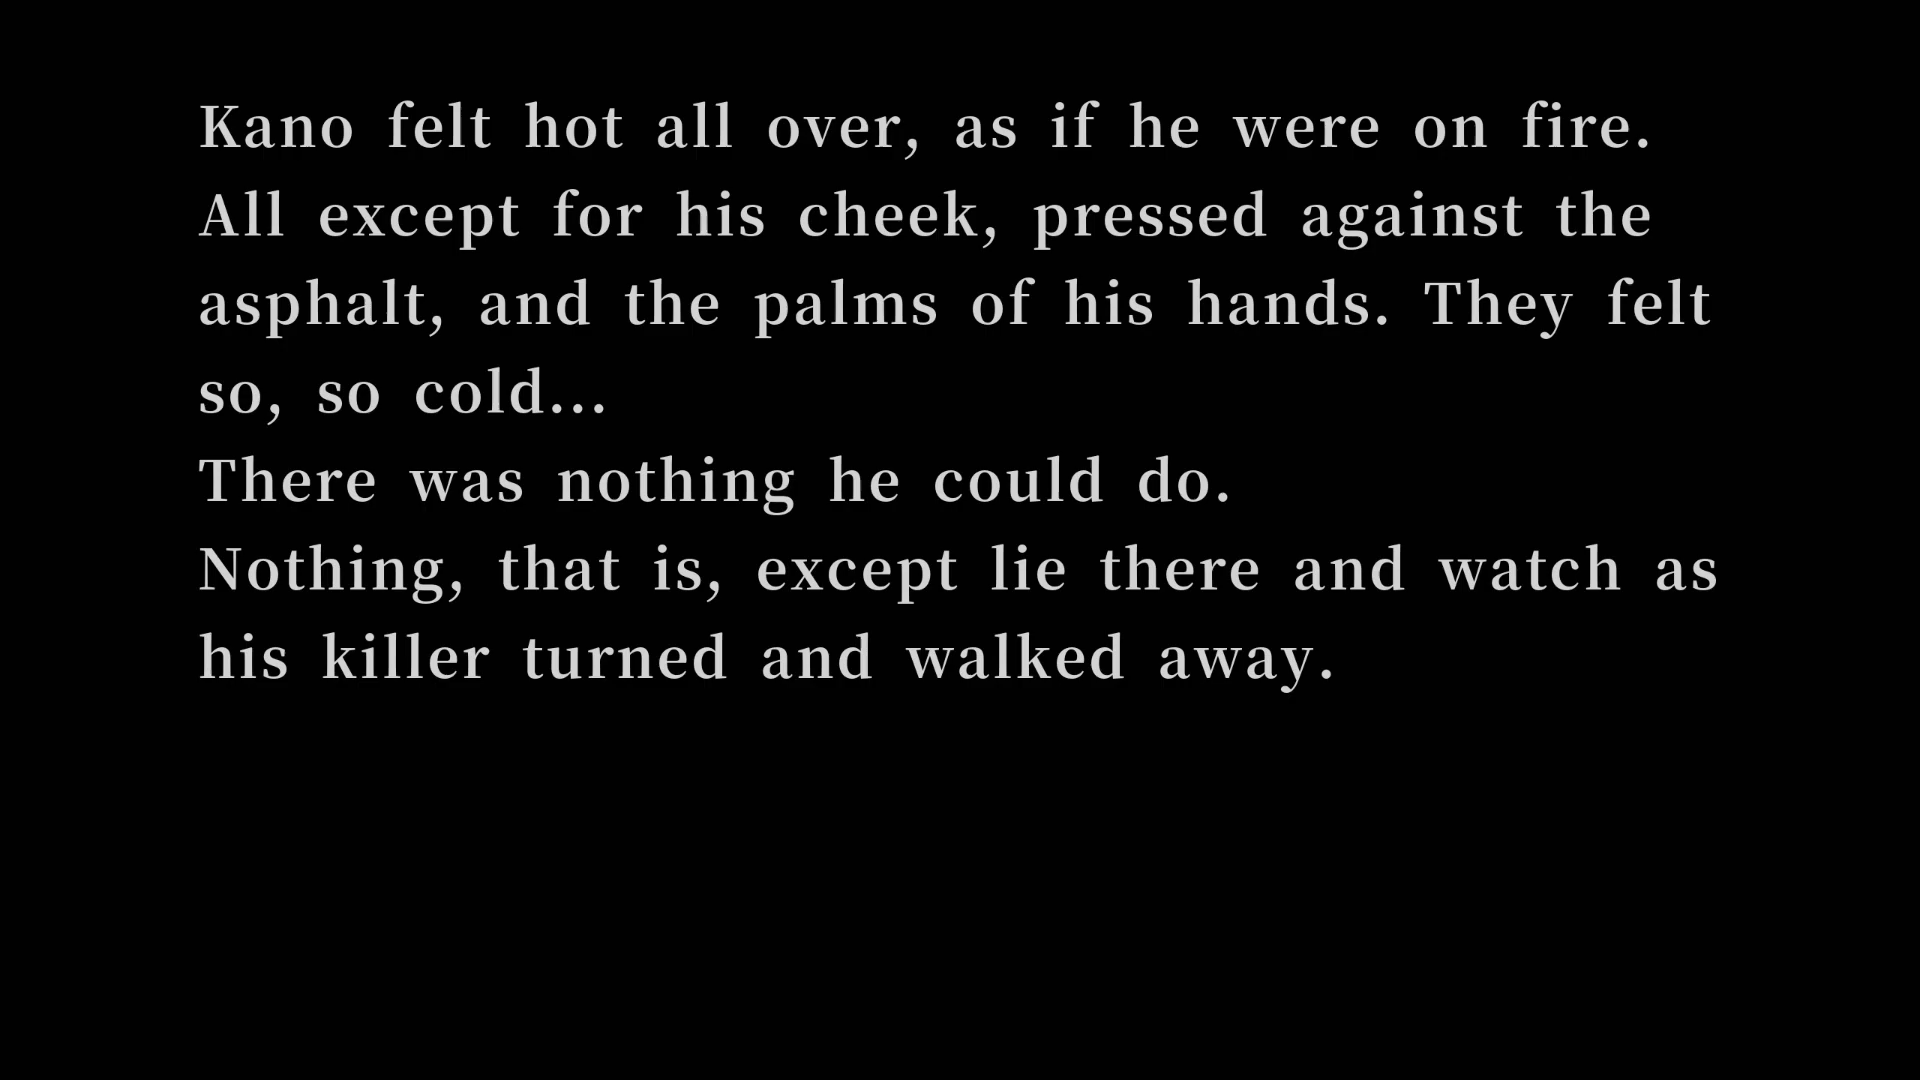 Kano felt hot all over, as if he were on fire.
All except for his cheek, pressed against the
asphalt, and the palms of his hands. They felt
so, so cold...
There was nothing he could do.
Nothing, that is, except lie there and watch as
his killer turned and walked away.